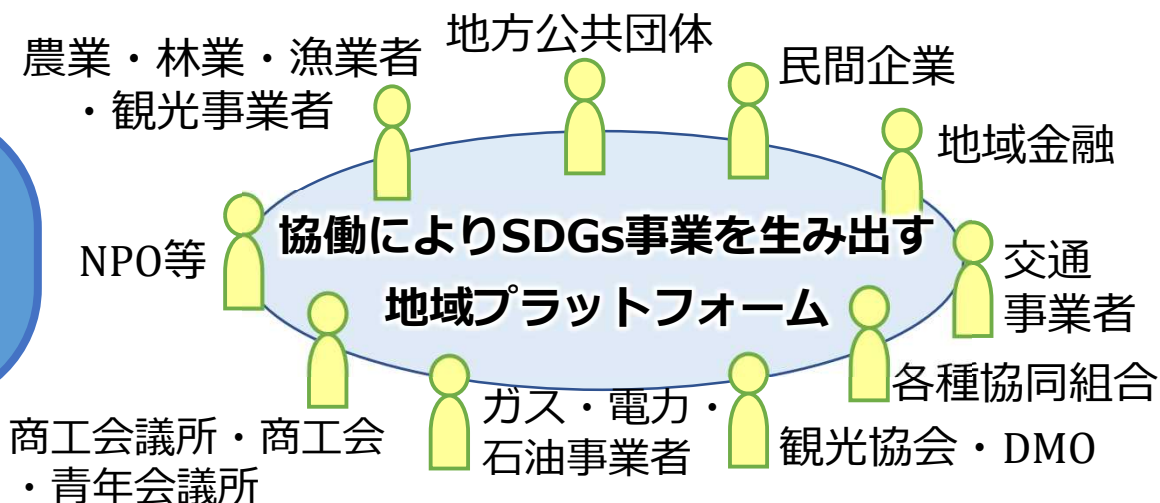 地方公共団体
農業・林業・漁業者
・観光事業者
民間企業
地域金融
協働によりSDGs事業を生み出す
地域プラットフォーム
NPO等
交通
事業者
各種協同組合
ガス・電力・
石油事業者
観光協会・DMO
商工会議所・商工会
・青年会議所